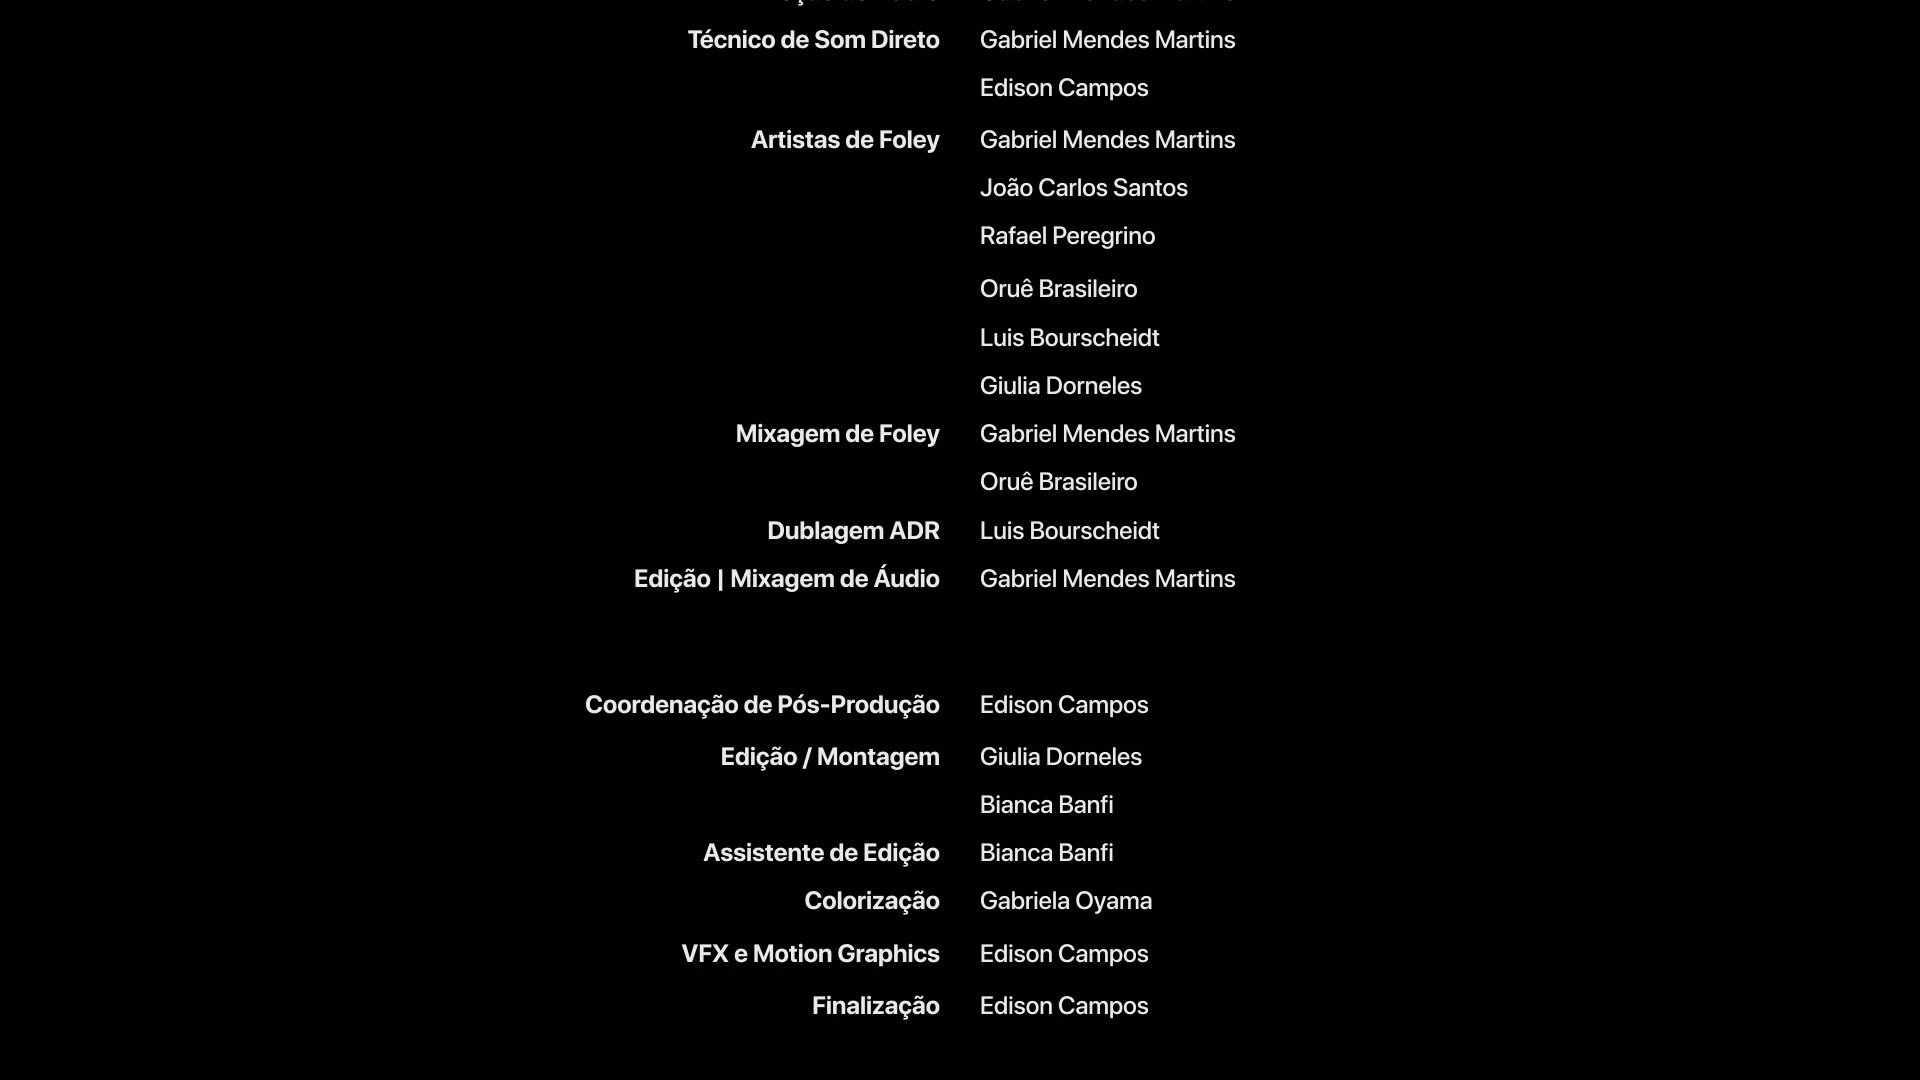 Técnico de Som Direto Gabriel Mendes Martins
Edison Campos
Artistas de Foley Gabriel Mendes Martins
João Carlos Santos
Rafael Peregrino
Oruê Brasileiro
Luis Bourscheidt
Giulia Dorneles
Mixagem de Foley Gabriel Mendes Martins
Oruê Brasileiro
Dublagem ADR Luis Bourscheidt
Edição | Mixagem de Áudio Gabriel Mendes Martins
Coordenação de Pós-Produção Edison Campos
Edição / Montagem Giulia Dorneles
Bianca Banfi
Assistente de Edição Bianca Banfi
Colorização Gabriela Oyama
VFX e Motion Graphics Edison Campos
Finalização Edison Campos